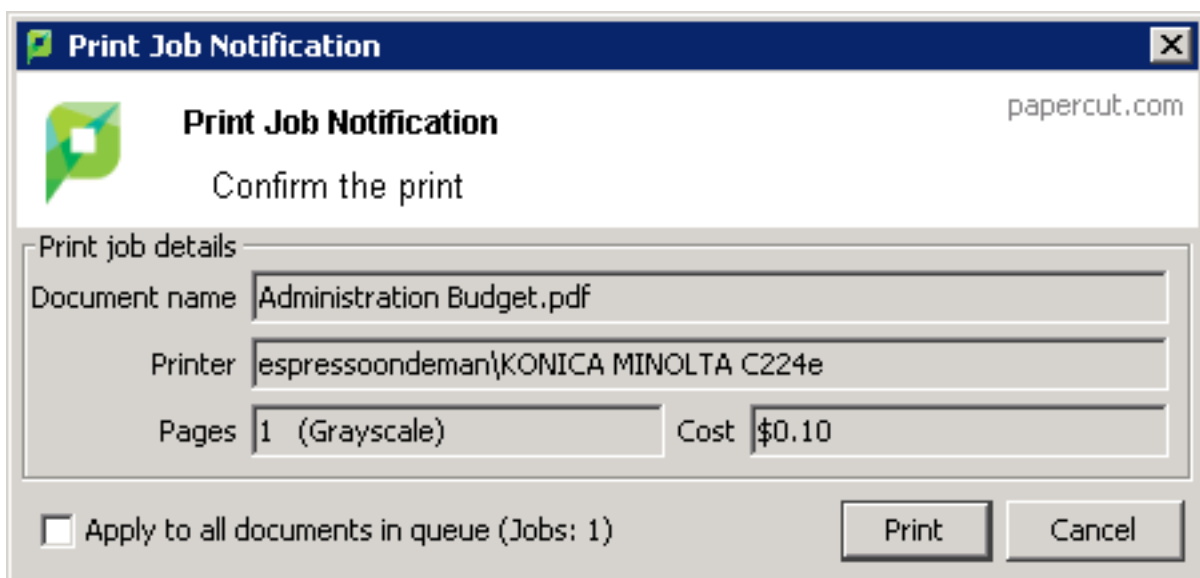 Print Job Notification
papercut.com
Print Job Notification
Confirm the print
Print job details
Document name Administration Budget.pdf
Printer espressoondeman\KONICA MINOLTA C224e
Pages 1 (Grayscale) Cost $0.10
Apply to all documents in queue (Jobs: 1) Print Cancel